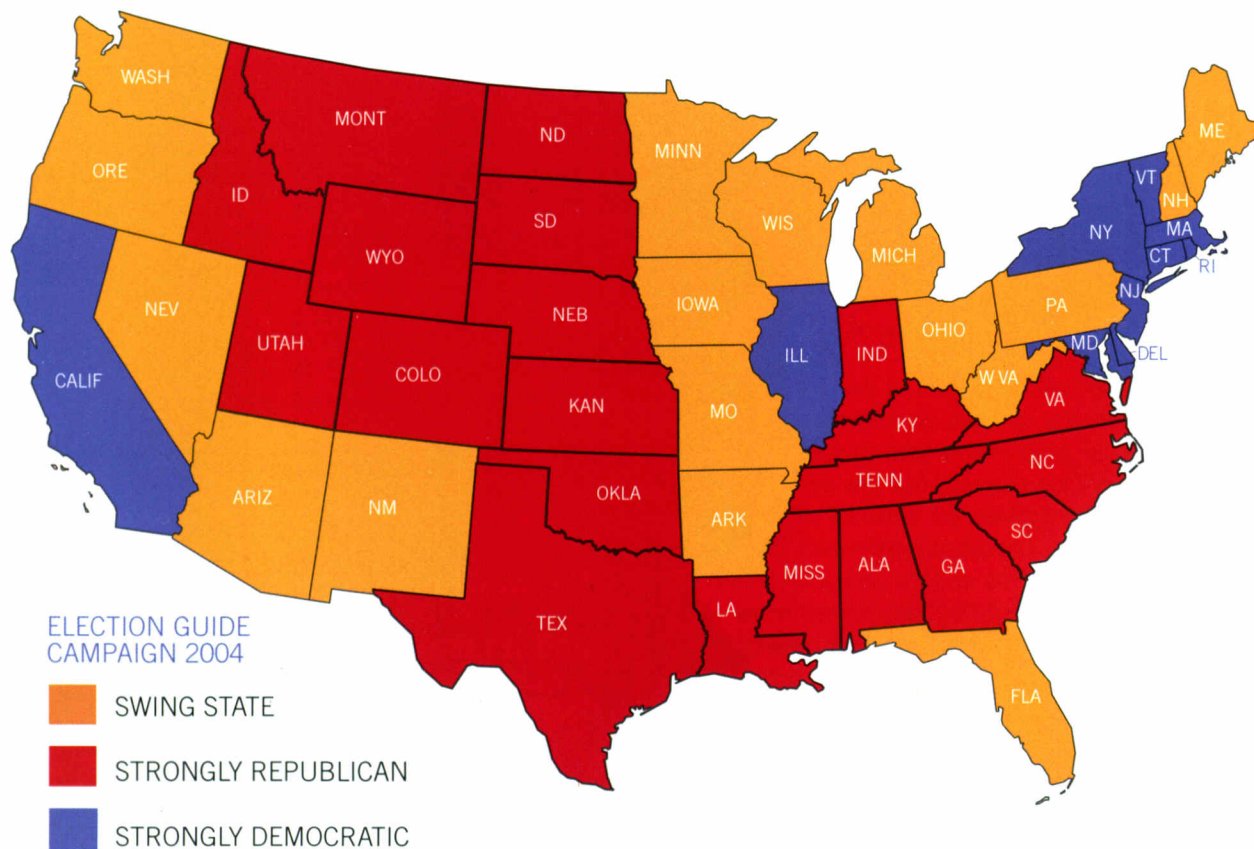 WASH
MONT
ND
MINN
ME
ORE
ID
VT
NH
WIS
SD
NY
MA
WYO
MICH
CT
RI
NEV
IOWA
PA
NJ
NEB
OHIO
UTAH
ILL
IND
MD
DEL
COLO
W VA
CALIF
KAN
MO
VA
KY
NC
TENN
ARIZ
NM
OKLA
ARK
SC
MISS
ALA
GA
LA
TEX
FLA
ELECTION GUIDE
CAMPAIGN 2004
SWING STATE
STRONGLY REPUBLICAN
STRONGLY DEMOCRATIC